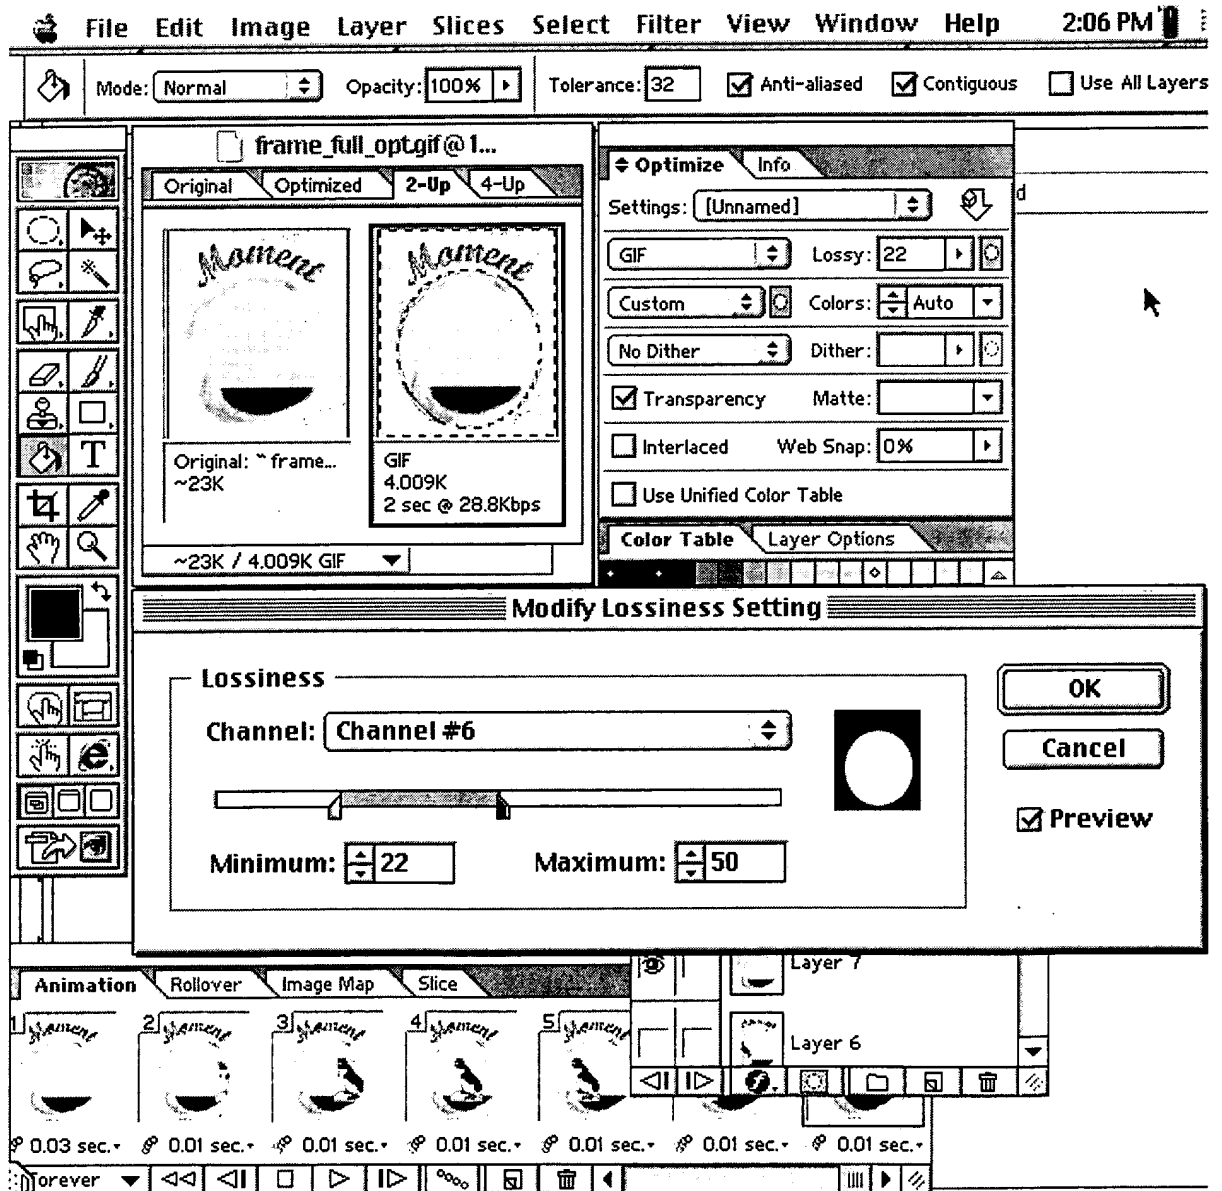 File Edit Image Layer Slices Select Filter View Window Help 2:06 PM
Mode: Normal Opacity: 100% Tolerance: 32 Anti-aliased Contiguous Use All Layers
frame_full_opt.gif @ 1...
Original Optimized 2-Up 4-Up
Moment
Moment
Original: ~ frame...
~23K
GIF
4.009K
2 sec @ 28.8Kbps
~23K / 4.009K GIF
Optimize Info
Settings: [Unnamed]
d
GIF Lossy: 22
Custom Colors: Auto
No Dither Dither:
Transparency Matte:
Interlaced Web Snap: 0%
Use Unified Color Table
Color Table Layer Options
T
Modify Lossiness Setting
Lossiness
Channel: Channel #6
Minimum: 22 Maximum: 50
OK
Cancel
Preview
Layer 7
Layer 6
Animation Rollover Image Map Slice
1 2 3 4 5
Moment Moment Moment Moment Moment
0.03 sec. 0.01 sec. 0.01 sec. 0.01 sec. 0.01 sec. 0.01 sec. 0.01 sec.
Forever